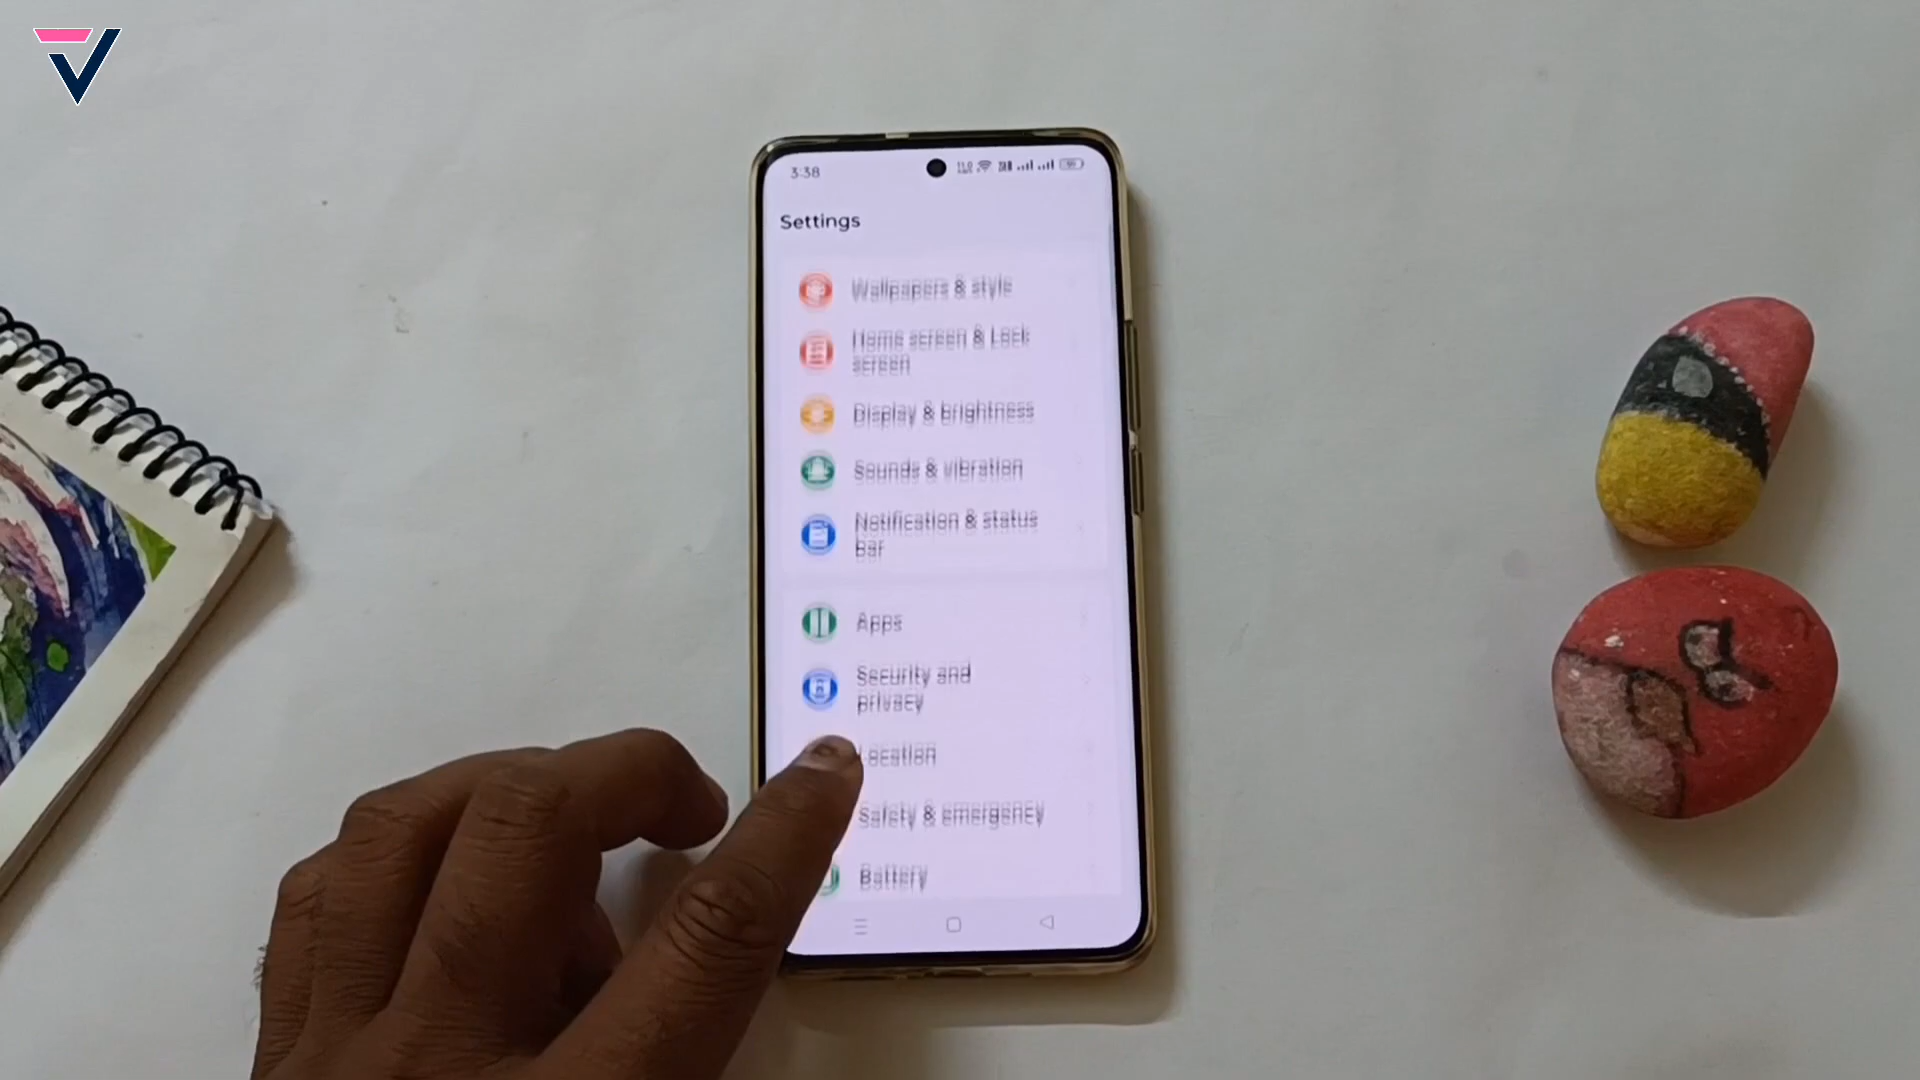 3:38
Settings
Wallpapers & style
Home screen & Lock
screen
Display & brightness
Sounds & vibration
Notification & status
bar
Apps
Security and
privacy
Location
Safety & emergency
Battery